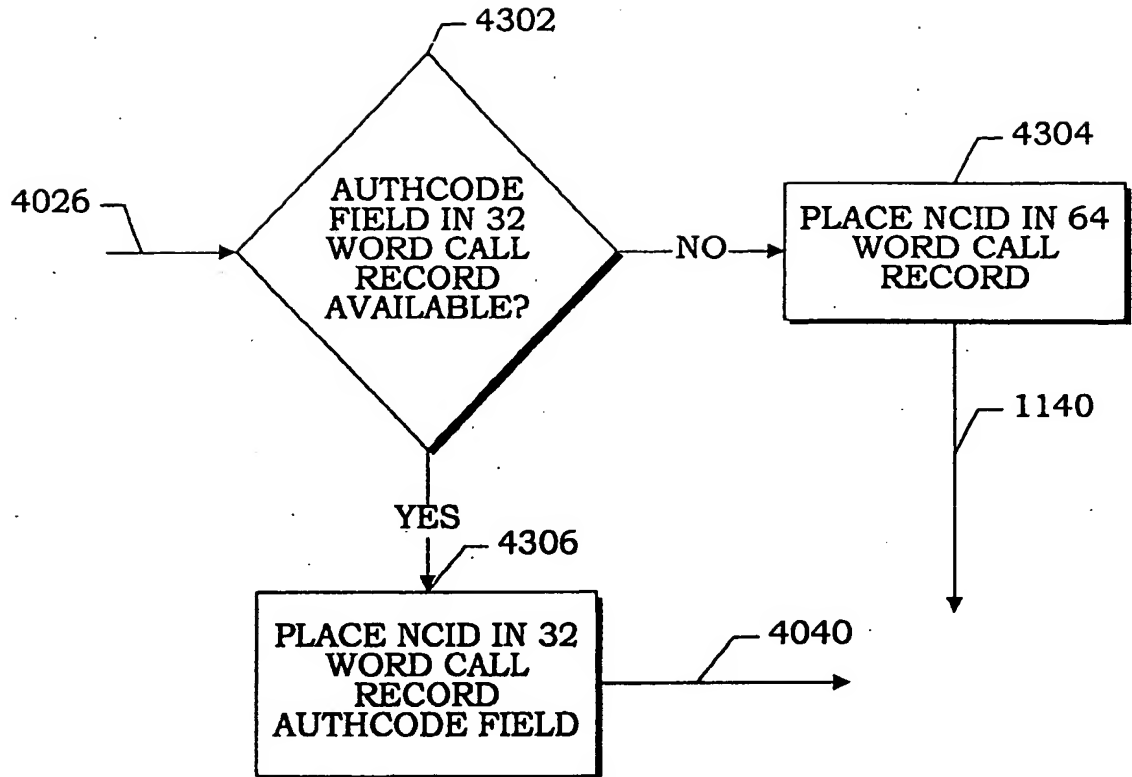 4302
4026
AUTHCODE
FIELD IN 32
WORD CALL
RECORD
AVAILABLE?
NO
4304
PLACE NCID IN 64
WORD CALL
RECORD
1140
YES
4306
PLACE NCID IN 32
WORD CALL
RECORD
AUTHCODE FIELD
4040